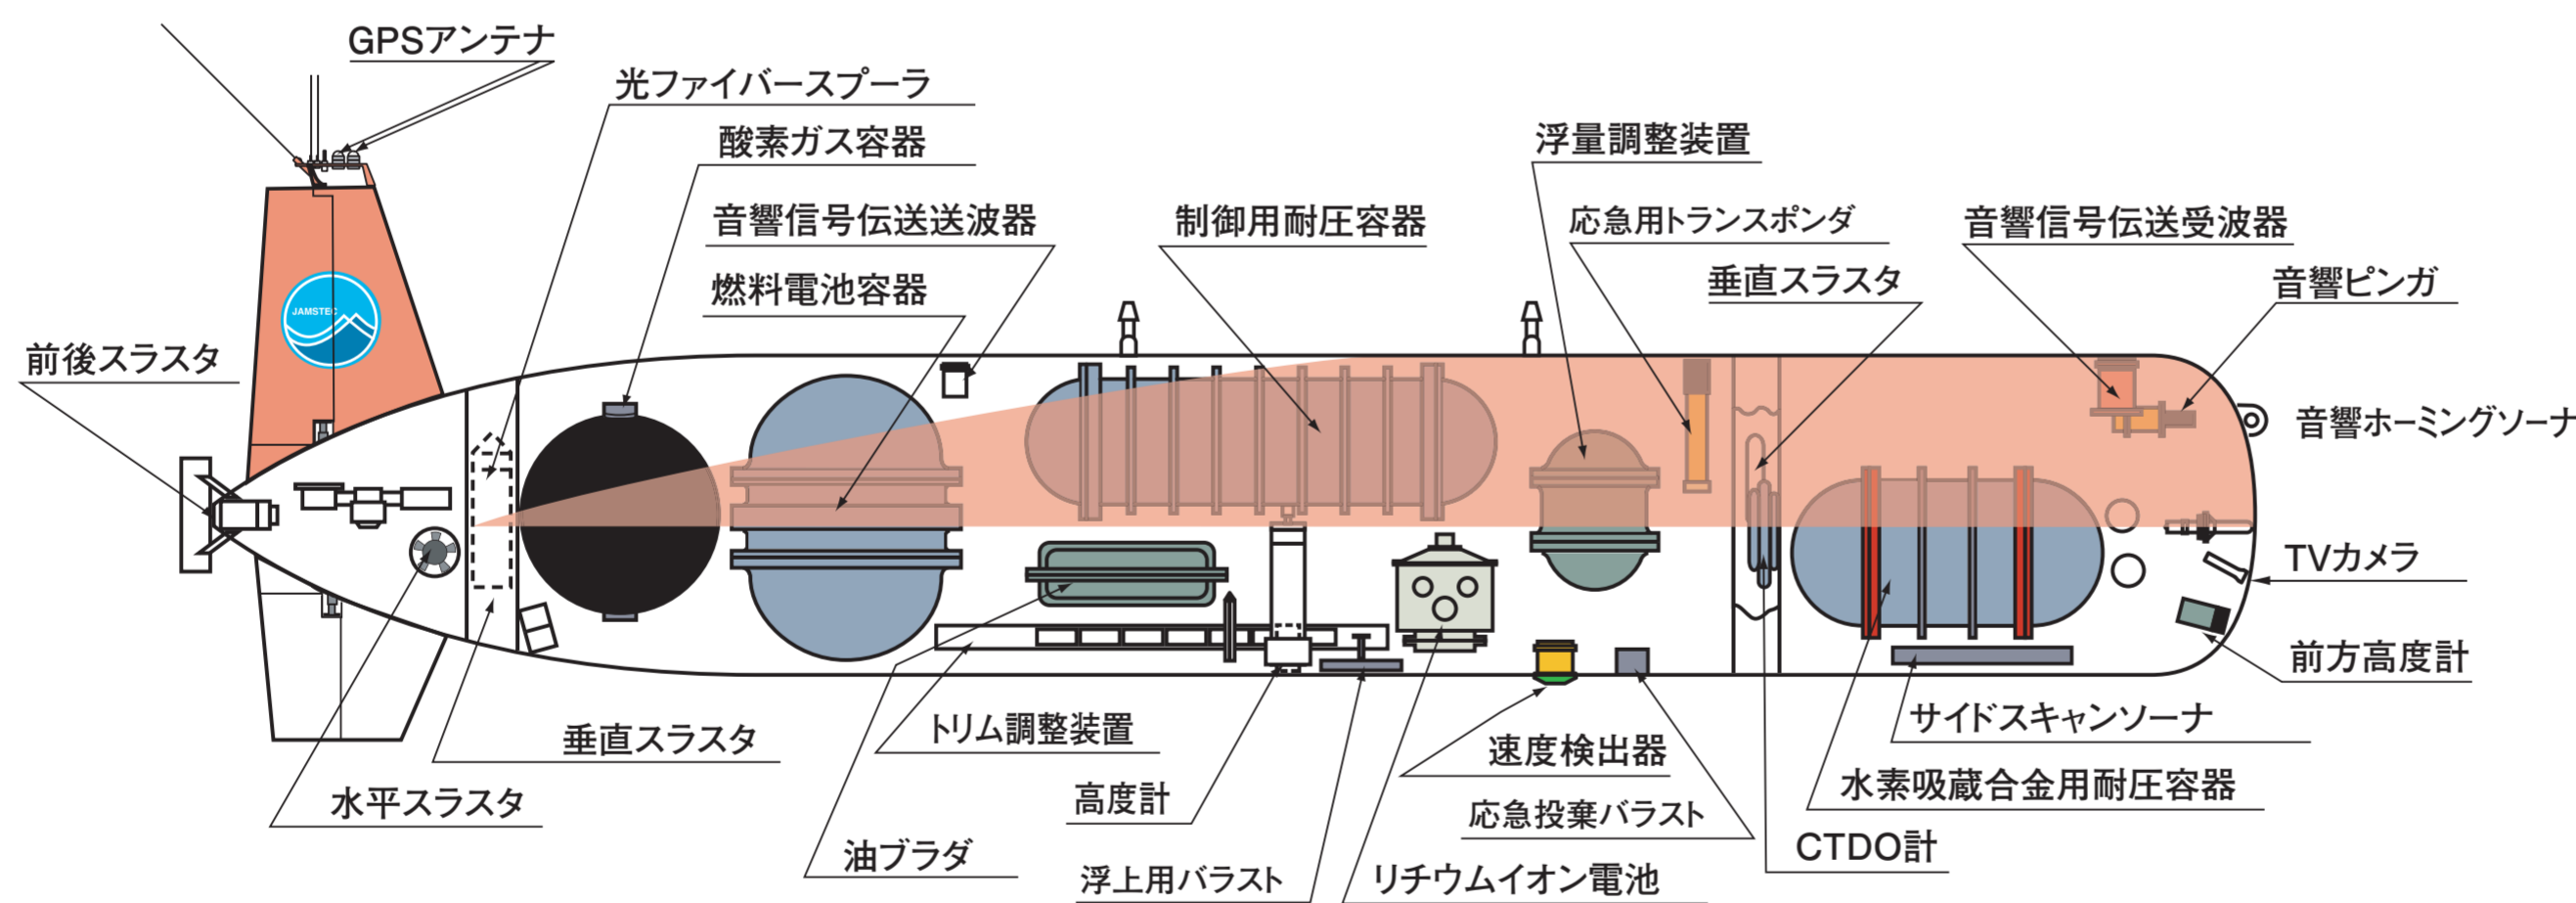 GPSアンテナ
光ファイバースプーラ
酸素ガス容器
浮量調整装置
音響信号伝送送波器
制御用耐圧容器
応急用トランスポンダ
音響信号伝送受波器
垂直スラスタ
音響ピンガ
燃料電池容器
JAMSTEC
前後スラスタ
音響ホーミングソーナ
TVカメラ
前方高度計
サイドスキャンソーナ
トリム調整装置
垂直スラスタ
速度検出器
水素吸蔵合金用耐圧容器
水平スラスタ
高度計
応急投棄バラスト
CTDO計
油ブラダ
浮上用バラスト
リチウムイオン電池